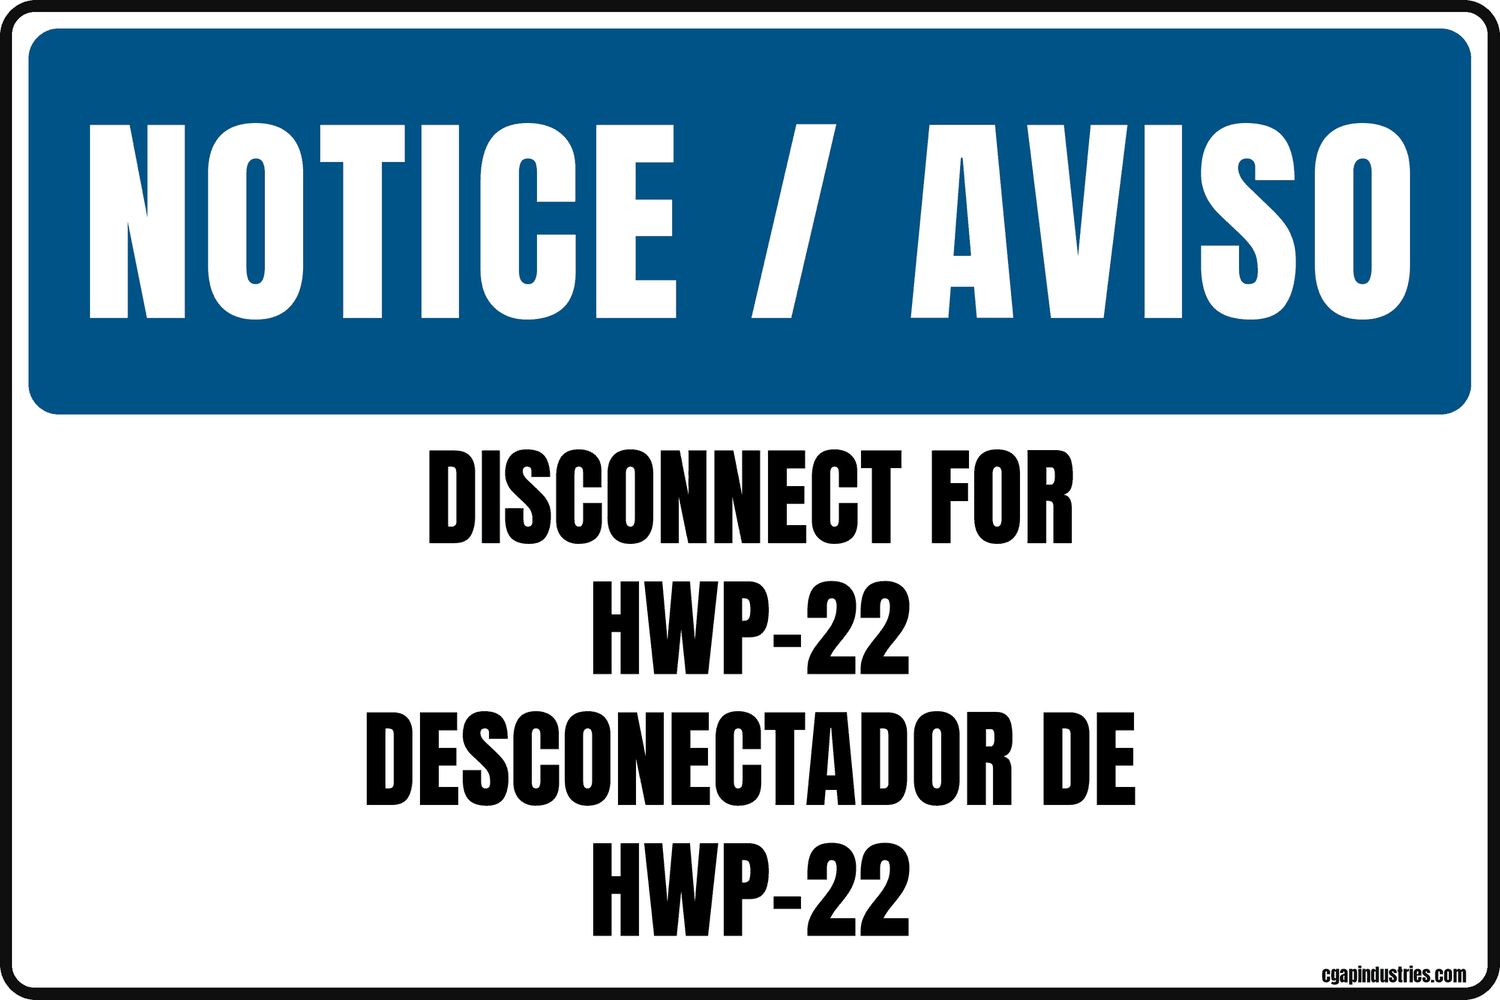 NOTICE / AVISO
DISCONNECT FOR
HWP-22
DESCONECTADOR DE
HWP-22
cgapindustries.com